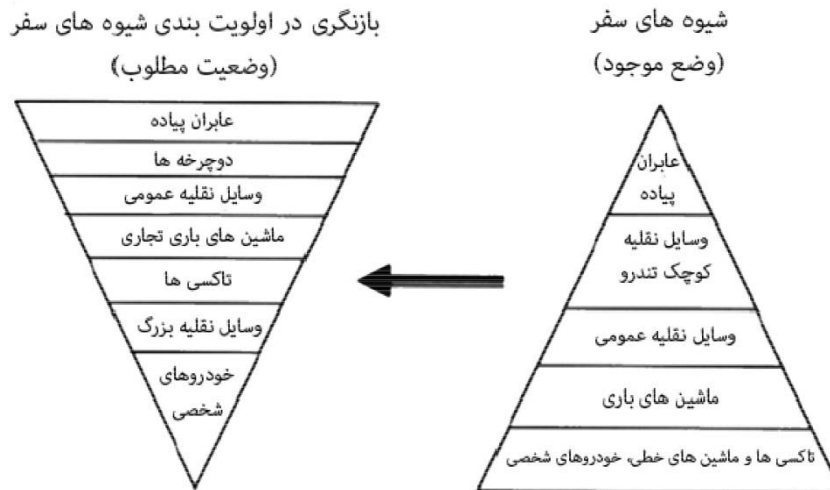 شیوه های سفر
(وضع موجود)
عابران
پیاده
وسایل نقلیه
کوچک تندرو
وسایل نقلیه عمومی
ماشین های باری
تاکسی ها و ماشین های خطی، خودروهای شخصی
بازنگری در اولویت بندی شیوه های سفر
(وضعیت مطلوب)
عابران پیاده
دوچرخه ها
وسایل نقلیه عمومی
ماشین های باری تجاری
تاکسی ها
وسایل نقلیه بزرگ
خودروهای
شخصی